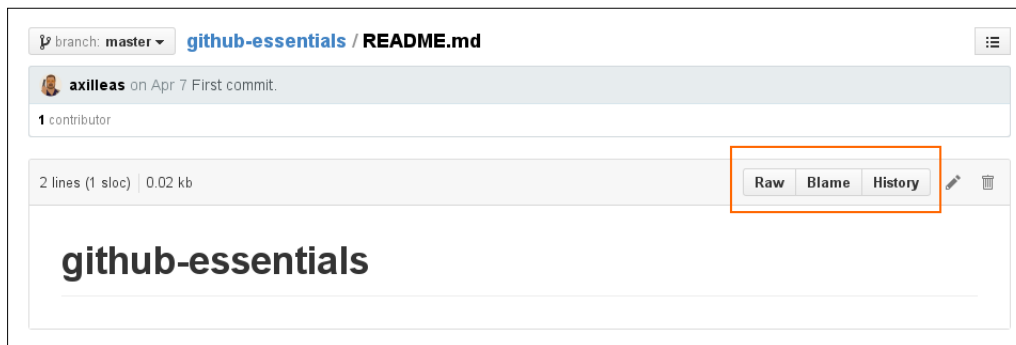 branch: master github-essentials / README.md
axilleas on Apr 7 First commit.
1 contributor
2 lines (1 sloc) 0.02 kb Raw Blame History
github-essentials